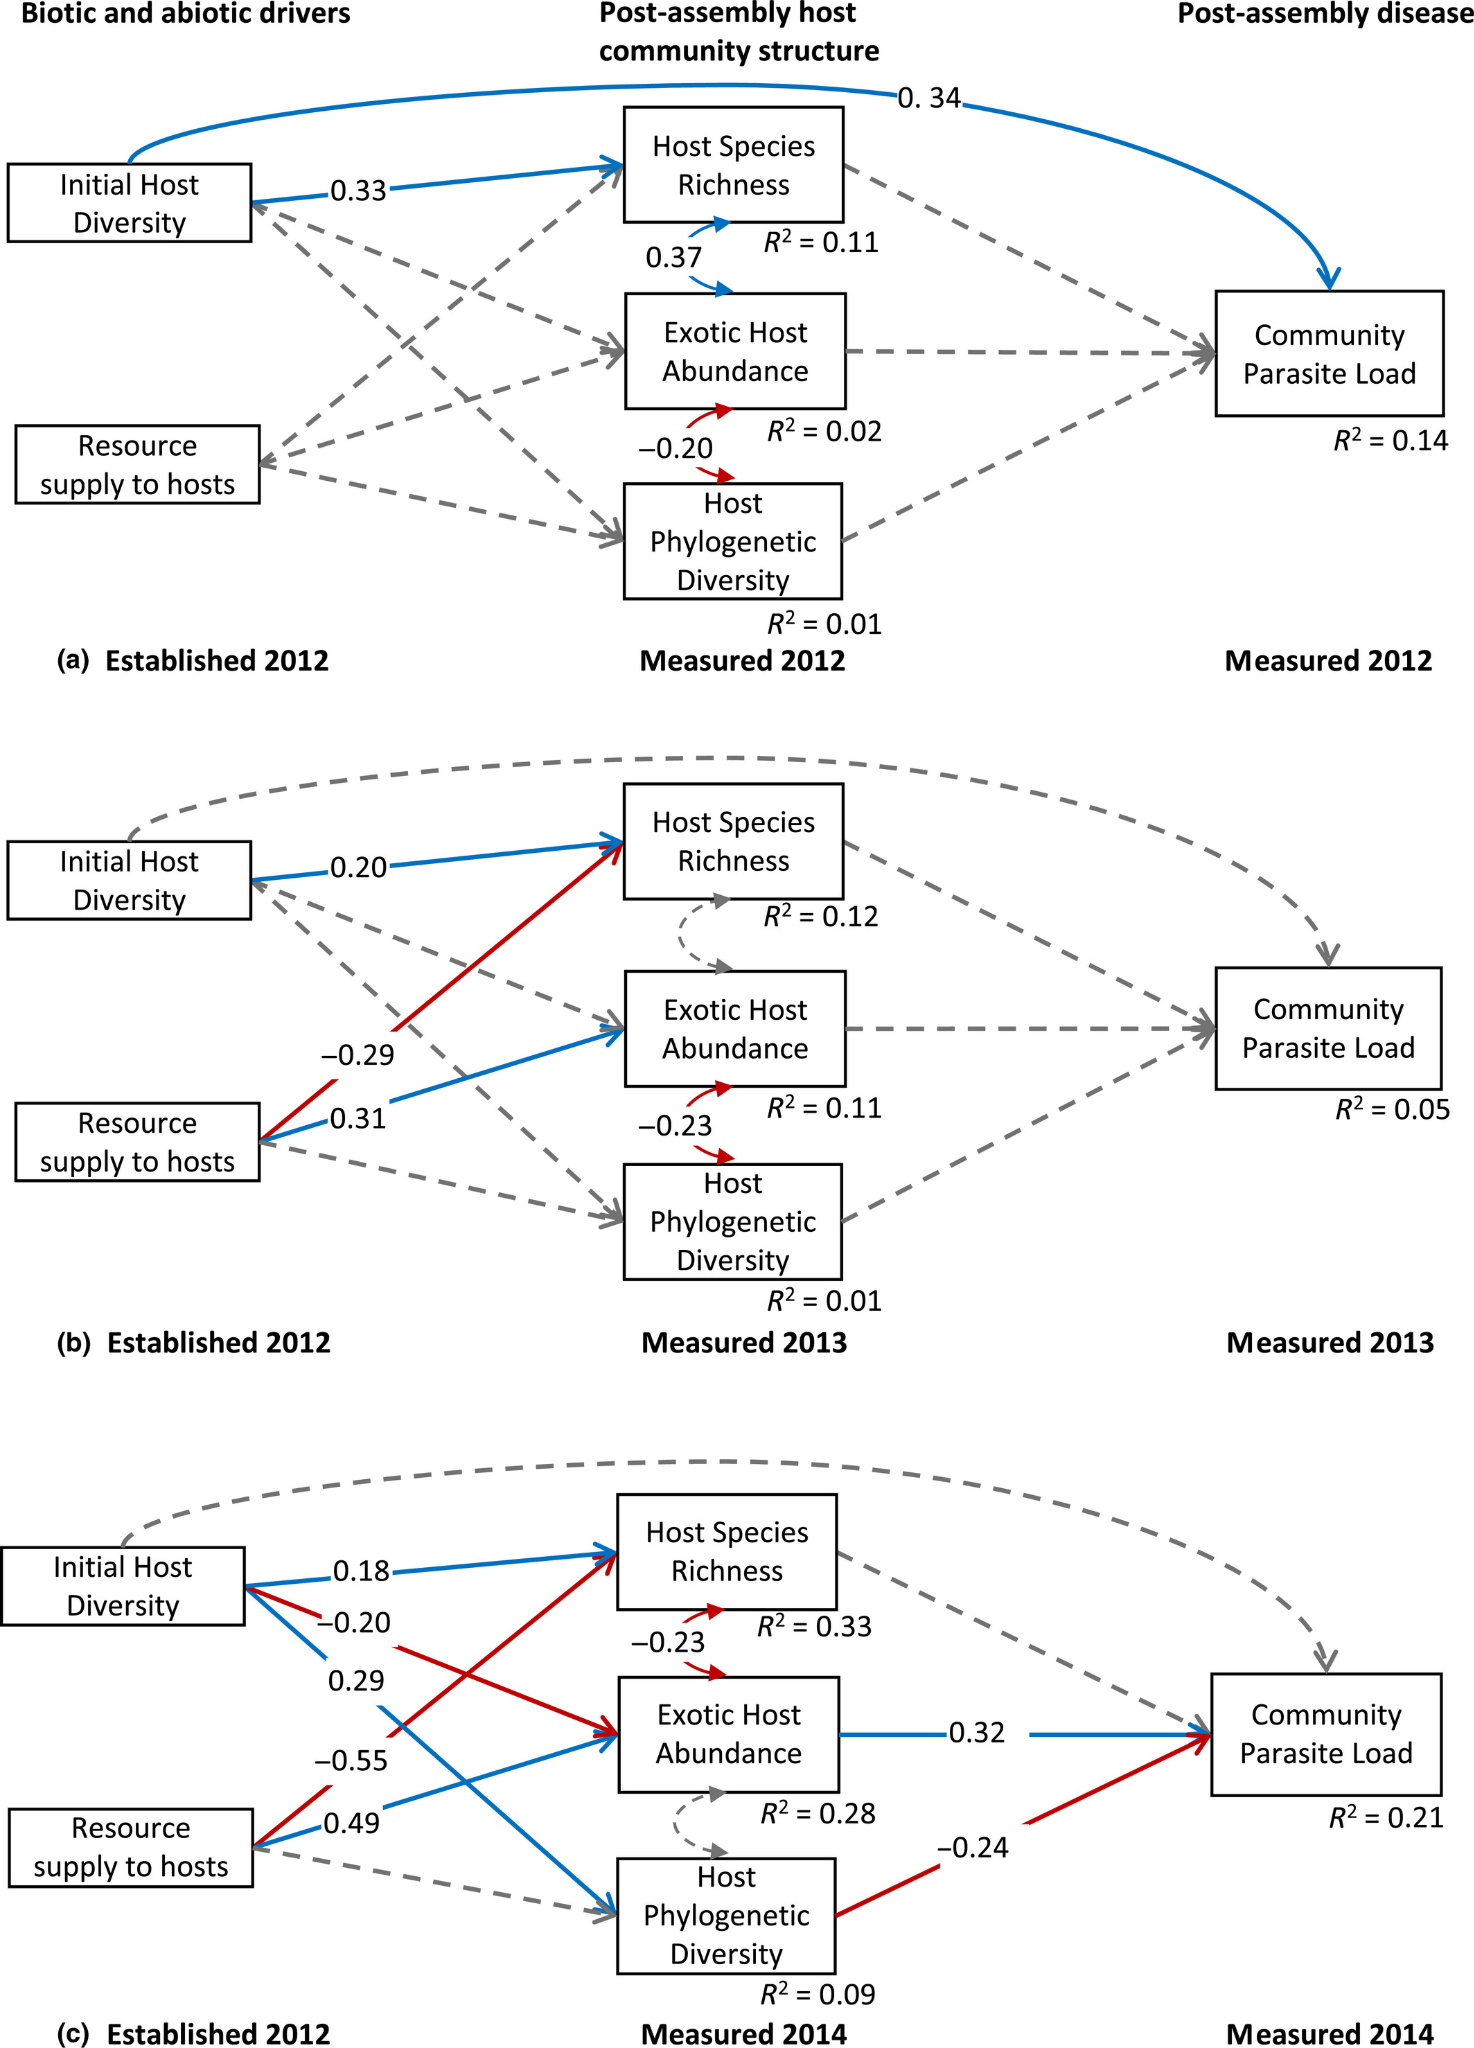 Biotic and abiotic drivers
Post-assembly host
community structure
Post-assembly disease
0. 34
Initial Host
Diversity
0.33
Host Species
Richness
R² = 0.11
0.37
Exotic Host
Abundance
R² = 0.02
Community
Parasite Load
R² = 0.14
Resource
supply to hosts
–0.20
Host
Phylogenetic
Diversity
R² = 0.01
(a) Established 2012
Measured 2012
Measured 2012
Initial Host
Diversity
0.20
Host Species
Richness
R² = 0.12
–0.29
0.31
Exotic Host
Abundance
R² = 0.11
Community
Parasite Load
R² = 0.05
Resource
supply to hosts
–0.23
Host
Phylogenetic
Diversity
R² = 0.01
(b) Established 2012
Measured 2013
Measured 2013
Initial Host
Diversity
0.18
–0.20
0.29
Host Species
Richness
R² = 0.33
–0.23
–0.55
0.49
Exotic Host
Abundance
R² = 0.28
0.32
Community
Parasite Load
R² = 0.21
Resource
supply to hosts
–0.24
Host
Phylogenetic
Diversity
R² = 0.09
(c) Established 2012
Measured 2014
Measured 2014